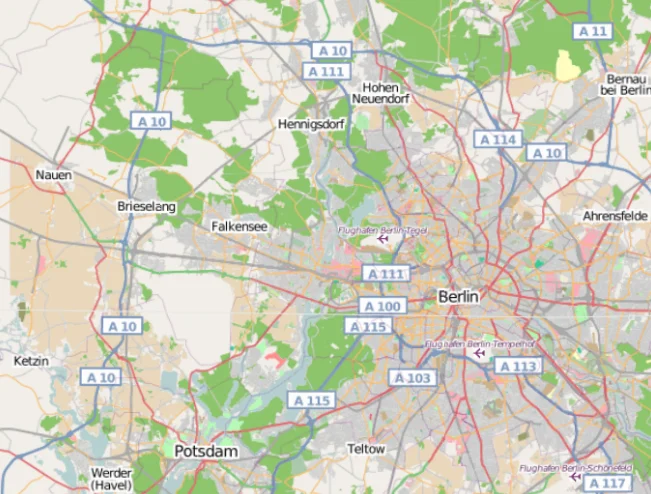 A 11
A 10
A 111
Bernau
bei Berlin
Hohen
Neuendorf
A 10
Hennigsdorf
A 114
A 10
Nauen
Brieselang
Ahrensfelde
Falkensee
Flughafen Berlin-Tegel
A 111
Berlin
A 100
A 10
A 115
Flughafen Berlin-Tempelhof
Ketzin
A 113
A 10
A 103
A 115
Potsdam
Teltow
Flughafen Berlin-Schönefeld
Werder
(Havel)
A 117